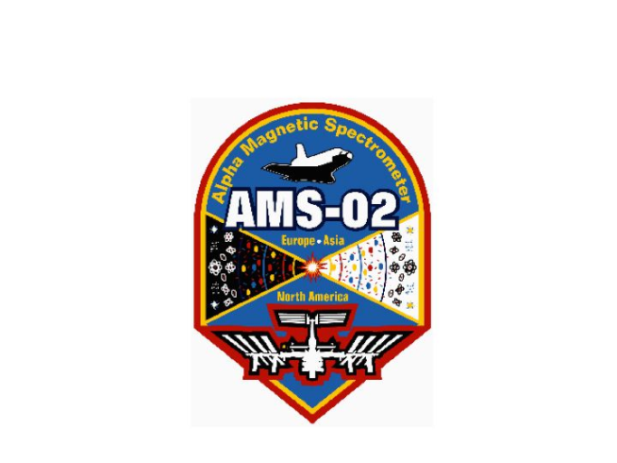 Alpha Magnetic Spectrometer
AMS-02
Europe • Asia
North America